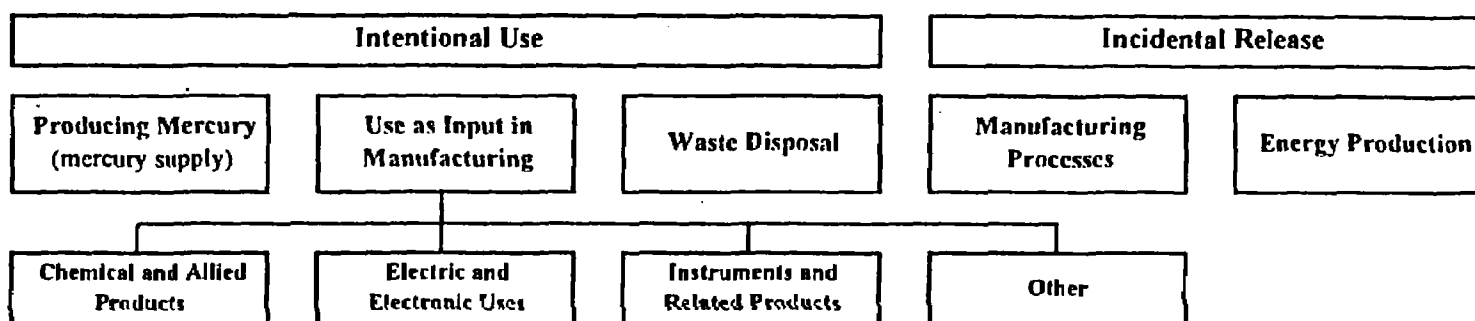 Intentional Use
Incidental Release
Producing Mercury
(mercury supply)
Use as Input in
Manufacturing
Waste Disposal
Manufacturing
Processes
Energy Production
Chemical and Allied
Products
Electric and
Electronic Uses
Instruments and
Related Products
Other